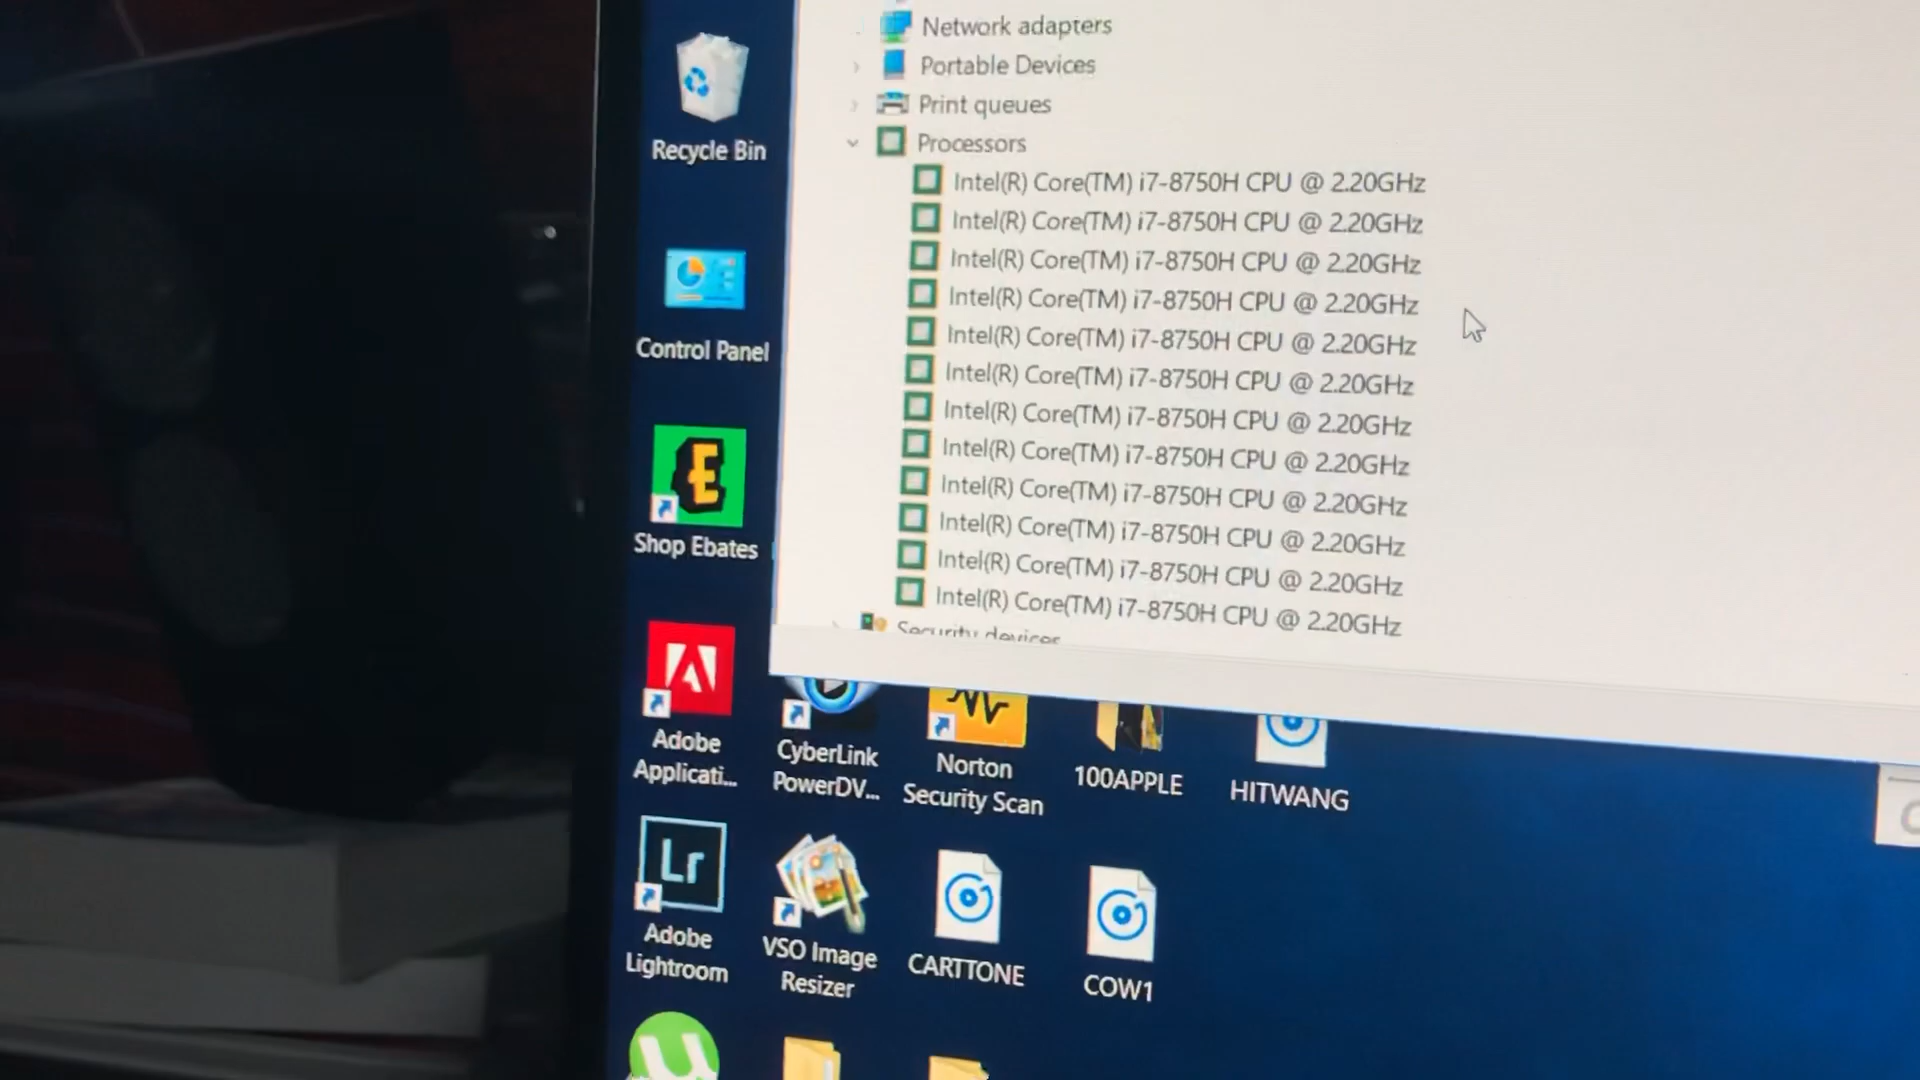 Network adapters
Portable Devices
Print queues
Processors
Intel(R) Core(TM) i7-8750H CPU @ 2.20GHz
Intel(R) Core(TM) i7-8750H CPU @ 2.20GHz
Intel(R) Core(TM) i7-8750H CPU @ 2.20GHz
Intel(R) Core(TM) i7-8750H CPU @ 2.20GHz
Intel(R) Core(TM) i7-8750H CPU @ 2.20GHz
Intel(R) Core(TM) i7-8750H CPU @ 2.20GHz
Intel(R) Core(TM) i7-8750H CPU @ 2.20GHz
Intel(R) Core(TM) i7-8750H CPU @ 2.20GHz
Intel(R) Core(TM) i7-8750H CPU @ 2.20GHz
Intel(R) Core(TM) i7-8750H CPU @ 2.20GHz
Intel(R) Core(TM) i7-8750H CPU @ 2.20GHz
Intel(R) Core(TM) i7-8750H CPU @ 2.20GHz
Security devices
Recycle Bin
Control Panel
E
Shop Ebates
Adobe
Applicati...
CyberLink
PowerDV...
Norton
Security Scan
100APPLE
HITWANG
Lr
Adobe
Lightroom
VSO Image
Resizer
CARTTONE
COW1